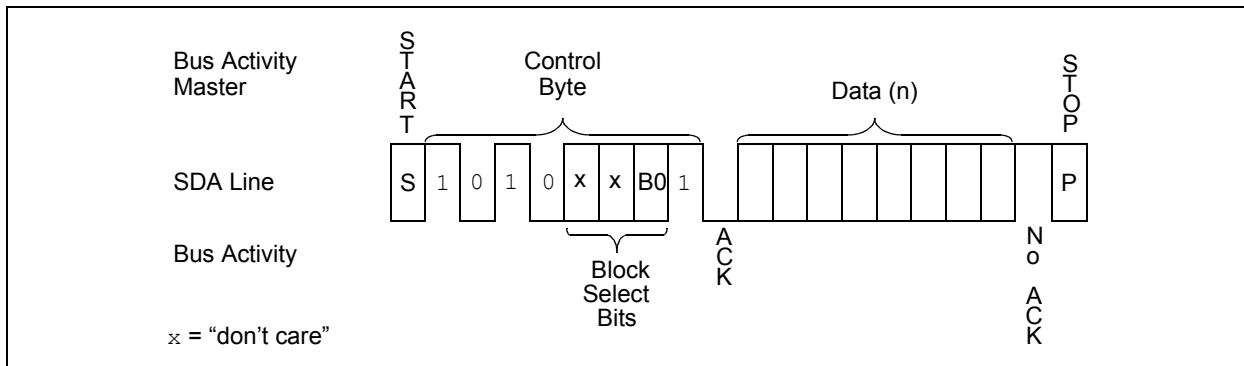 Bus Activity
Master
START
Control
Byte
Data (n)
STOP
SDA Line
S 1 0 1 0 x x B0 1
P
Bus Activity
ACK
Block
Select
Bits
No ACK
x = “don’t care”